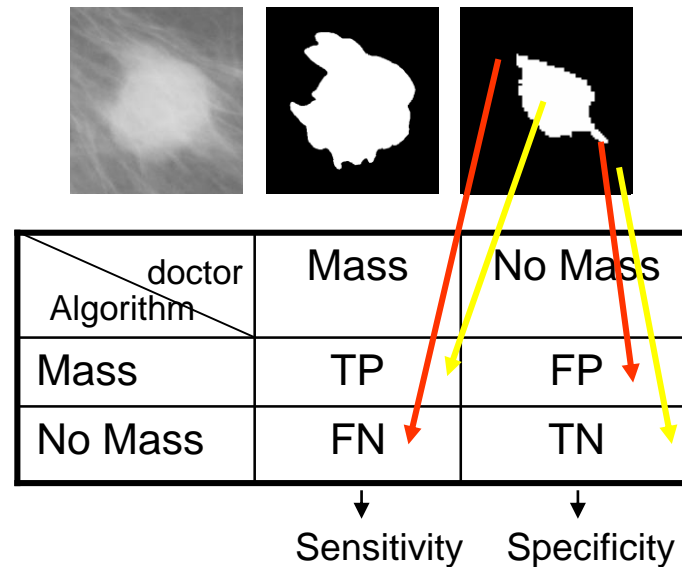 doctor
Algorithm
Mass
No Mass
Mass
TP
FP
No Mass
FN
TN
Sensitivity
Specificity